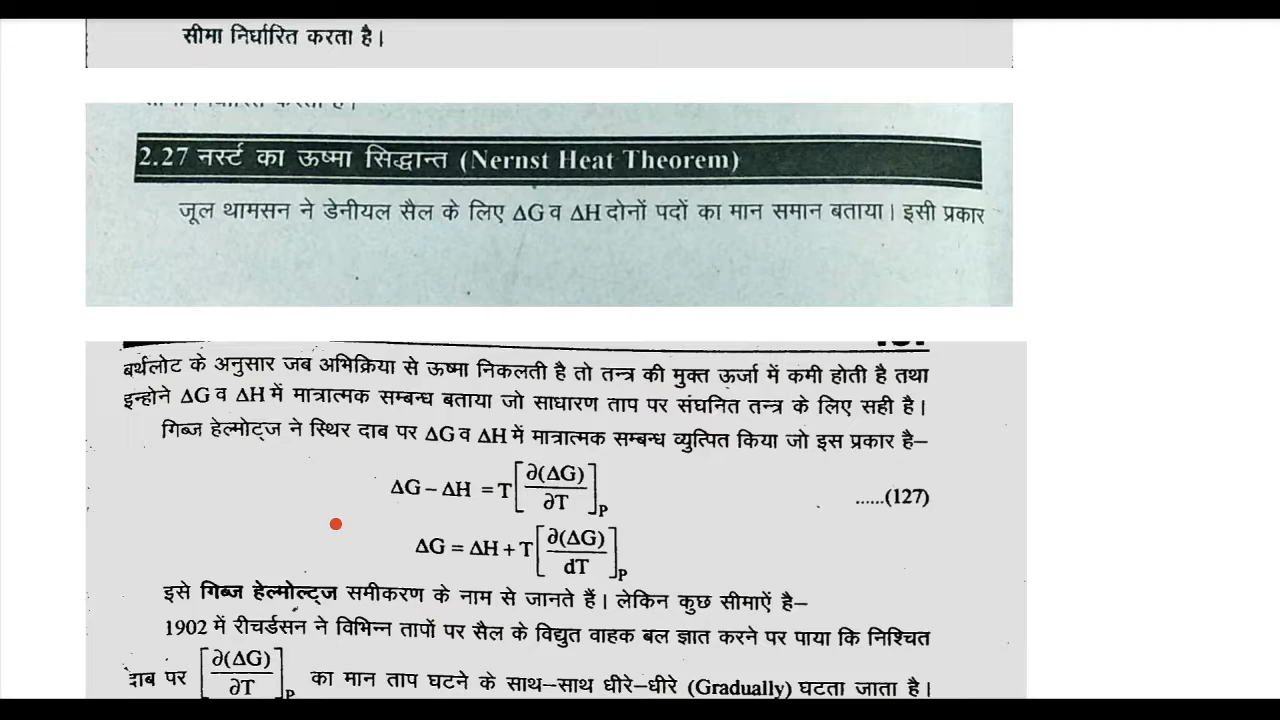 सीमा निर्धारित करता है।
2.27 नर्स्ट का ऊष्मा सिद्धान्त (Nernst Heat Theorem)
जूल थामसन ने डेनीयल सैल के लिए ΔG व ΔH दोनों पदों का मान समान बताया। इसी प्रकार
बर्थलोट के अनुसार जब अभिक्रिया से ऊष्मा निकलती है तो तन्त्र की मुक्त ऊर्जा में कमी होती है तथा
इन्होने ΔG व ΔH में मात्रात्मक सम्बन्ध बताया जो साधारण ताप पर संघनित तन्त्र के लिए सही है।
गिब्ज हेल्मोट्ज ने स्थिर दाब पर ΔG व ΔH में मात्रात्मक सम्बन्ध व्युत्पित किया जो इस प्रकार है–
ΔG – ΔH = T[∂(ΔG)/∂T]P ......(127)
ΔG = ΔH + T[∂(ΔG)/dT]P
इसे गिब्ज हेल्मोल्ट्ज समीकरण के नाम से जानते हैं। लेकिन कुछ सीमाऐं है–
1902 में रीचर्डसन ने विभिन्न तापों पर सैल के विद्युत वाहक बल ज्ञात करने पर पाया कि निश्चित
दाब पर [∂(ΔG)/∂T]P का मान ताप घटने के साथ–साथ धीरे–धीरे (Gradually) घटता जाता है।